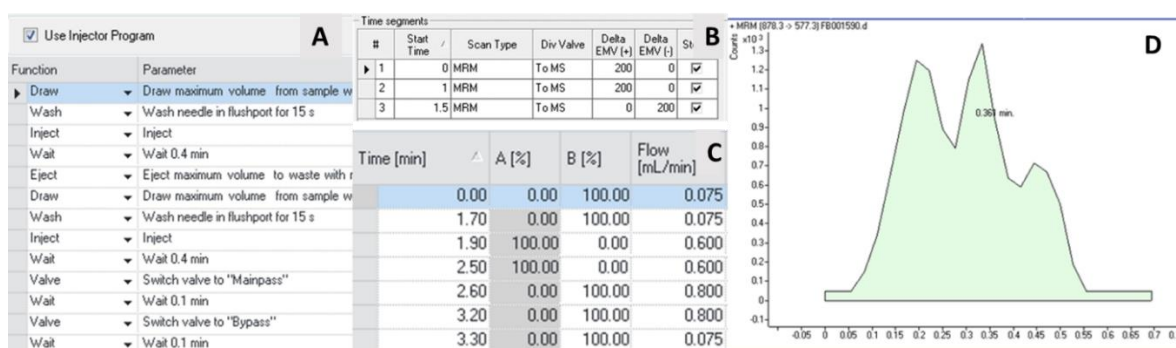 Use Injector Program
A
Function Parameter
Draw Draw maximum volume from sample w
Wash Wash needle in flushport for 15 s
Inject Inject
Wait Wait 0.4 min
Eject Eject maximum volume to waste with
Draw Draw maximum volume from sample w
Wash Wash needle in flushport for 15 s
Inject Inject
Wait Wait 0.4 min
Valve Switch valve to "Mainpass"
Wait Wait 0.1 min
Valve Switch valve to "Bypass"
Wait Wait 0.1 min
Time segments
B
# Start Time / Scan Type Div Valve Delta EMV (+) Delta EMV (-) St
1 0 MRM To MS 200 0
2 1 MRM To MS 200 0
3 1.5 MRM To MS 0 200
C
Time [min] A [%] B [%] Flow [mL/min]
0.00 0.00 100.00 0.075
1.70 0.00 100.00 0.075
1.90 100.00 0.00 0.600
2.50 100.00 0.00 0.600
2.60 0.00 100.00 0.800
3.20 0.00 100.00 0.800
3.30 0.00 100.00 0.075
D
+ MRM (878.3 -> 577.3) FB001590.d
Counts
x10 3
1.3
1.2
1.1
1
0.9
0.8
0.7
0.6
0.5
0.4
0.3
0.2
0.1
0
-0.1
0.361 min.
-0.05 0 0.05 0.1 0.15 0.2 0.25 0.3 0.35 0.4 0.45 0.5 0.55 0.6 0.65 0.7